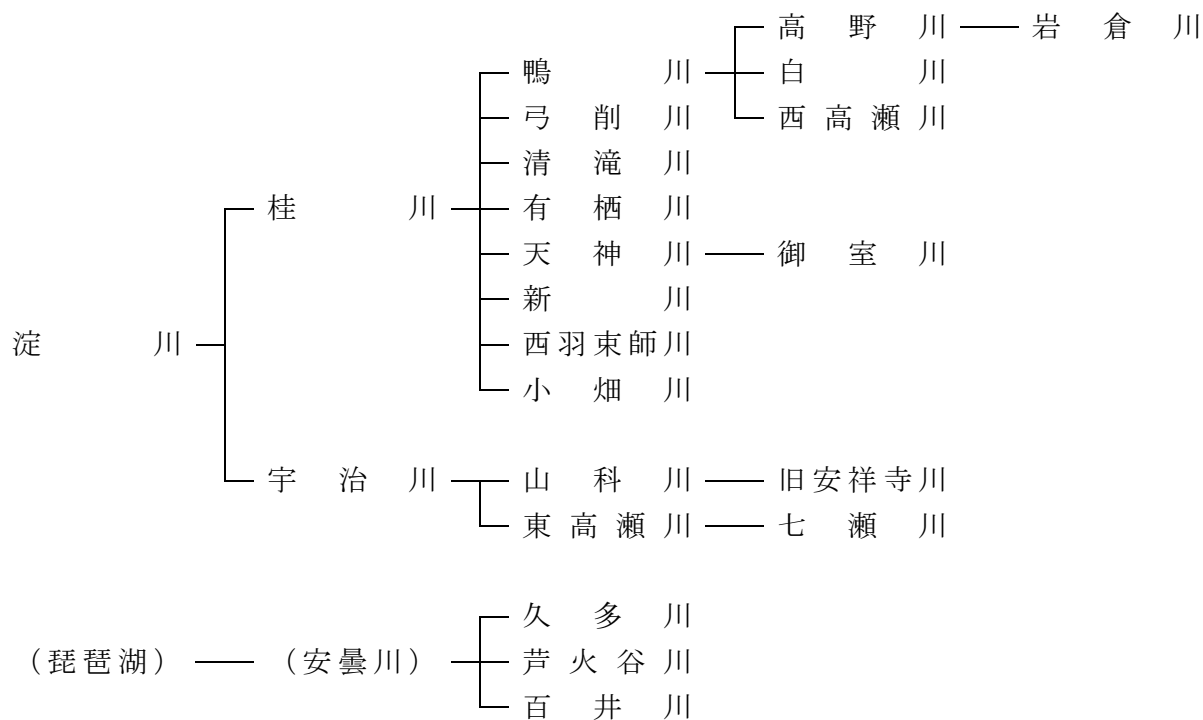 高野川 岩倉川
鴨川 白川
弓削川 西高瀬川
清滝川
桂川 有栖川
天神川 御室川
新川
淀川 西羽束師川
小畑川
宇治川 山科川 旧安祥寺川
東高瀬川 七瀬川
久多川
(琵琶湖) (安曇川) 芦火谷川
百井川